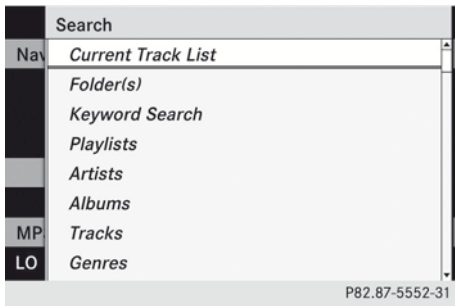 Search
Nav
Current Track List
Folder(s)
Keyword Search
Playlists
Artists
Albums
MP
Tracks
LO
Genres
P82.87-5552-31